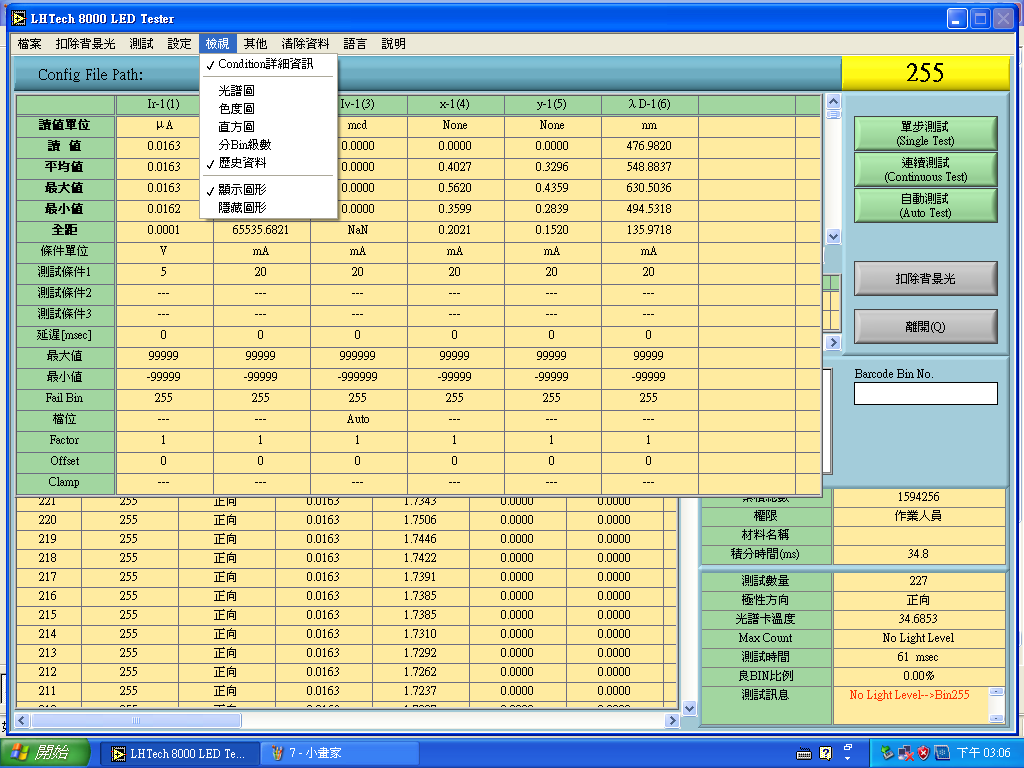 LHTech 8000 LED Tester
檔案 扣除背景光 測試 設定 檢視 其他 清除資料 語言 說明
Config File Path:
255
✓ Condition詳細資訊
光譜圖
色度圖
直方圖
分Bin級數
✓ 歷史資料
✓ 顯示圖形
隱藏圖形
Ir-1(1) Iv-1(3) x-1(4) y-1(5) λD-1(6)
讀值單位 μA mcd None None nm
讀 值 0.0163 0.0000 0.0000 0.0000 476.9820
平均值 0.0163 0.0000 0.4027 0.3296 548.8837
最大值 0.0163 0.0000 0.5620 0.4359 630.5036
最小值 0.0162 0.0000 0.3599 0.2839 494.5318
全距 0.0001 65535.6821 NaN 0.2021 0.1520 135.9718
條件單位 V mA mA mA mA mA
測試條件1 5 20 20 20 20 20
測試條件2 --- --- --- --- --- ---
測試條件3 --- --- --- --- --- ---
延遲[msec] 0 0 0 0 0 0
最大值 99999 99999 999999 99999 99999 99999
最小值 -99999 -99999 -999999 -99999 -99999 -99999
Fail Bin 255 255 255 255 255 255
檔位 --- --- Auto --- --- ---
Factor 1 1 1 1 1 1
Offset 0 0 0 0 0 0
Clamp --- --- --- --- --- ---
單步測試
(Single Test)
連續測試
(Continuous Test)
自動測試
(Auto Test)
扣除背景光
離開(Q)
Barcode Bin No.
221 255 正向 0.0163 1.7343 0.0000 0.0000
220 255 正向 0.0163 1.7506 0.0000 0.0000
219 255 正向 0.0163 1.7446 0.0000 0.0000
218 255 正向 0.0163 1.7422 0.0000 0.0000
217 255 正向 0.0163 1.7391 0.0000 0.0000
216 255 正向 0.0163 1.7385 0.0000 0.0000
215 255 正向 0.0163 1.7385 0.0000 0.0000
214 255 正向 0.0163 1.7310 0.0000 0.0000
213 255 正向 0.0163 1.7292 0.0000 0.0000
212 255 正向 0.0163 1.7262 0.0000 0.0000
211 255 正向 0.0163 1.7237 0.0000 0.0000
1594256
權限 作業人員
材料名稱
積分時間(ms) 34.8
測試數量 227
極性方向 正向
光譜卡溫度 34.6853
Max Count No Light Level
測試時間 61 msec
良BIN比例 0.00%
測試訊息 No Light Level-->Bin255
開始 LHTech 8000 LED Te... 7 - 小畫家 下午 03:06